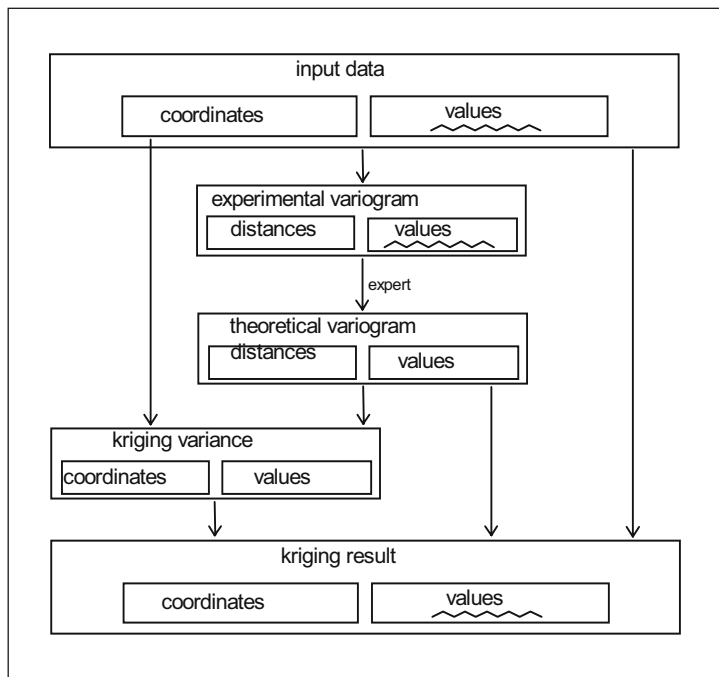 input data
coordinates values
experimental variogram
distances values
expert
theoretical variogram
distances values
kriging variance
coordinates values
kriging result
coordinates values